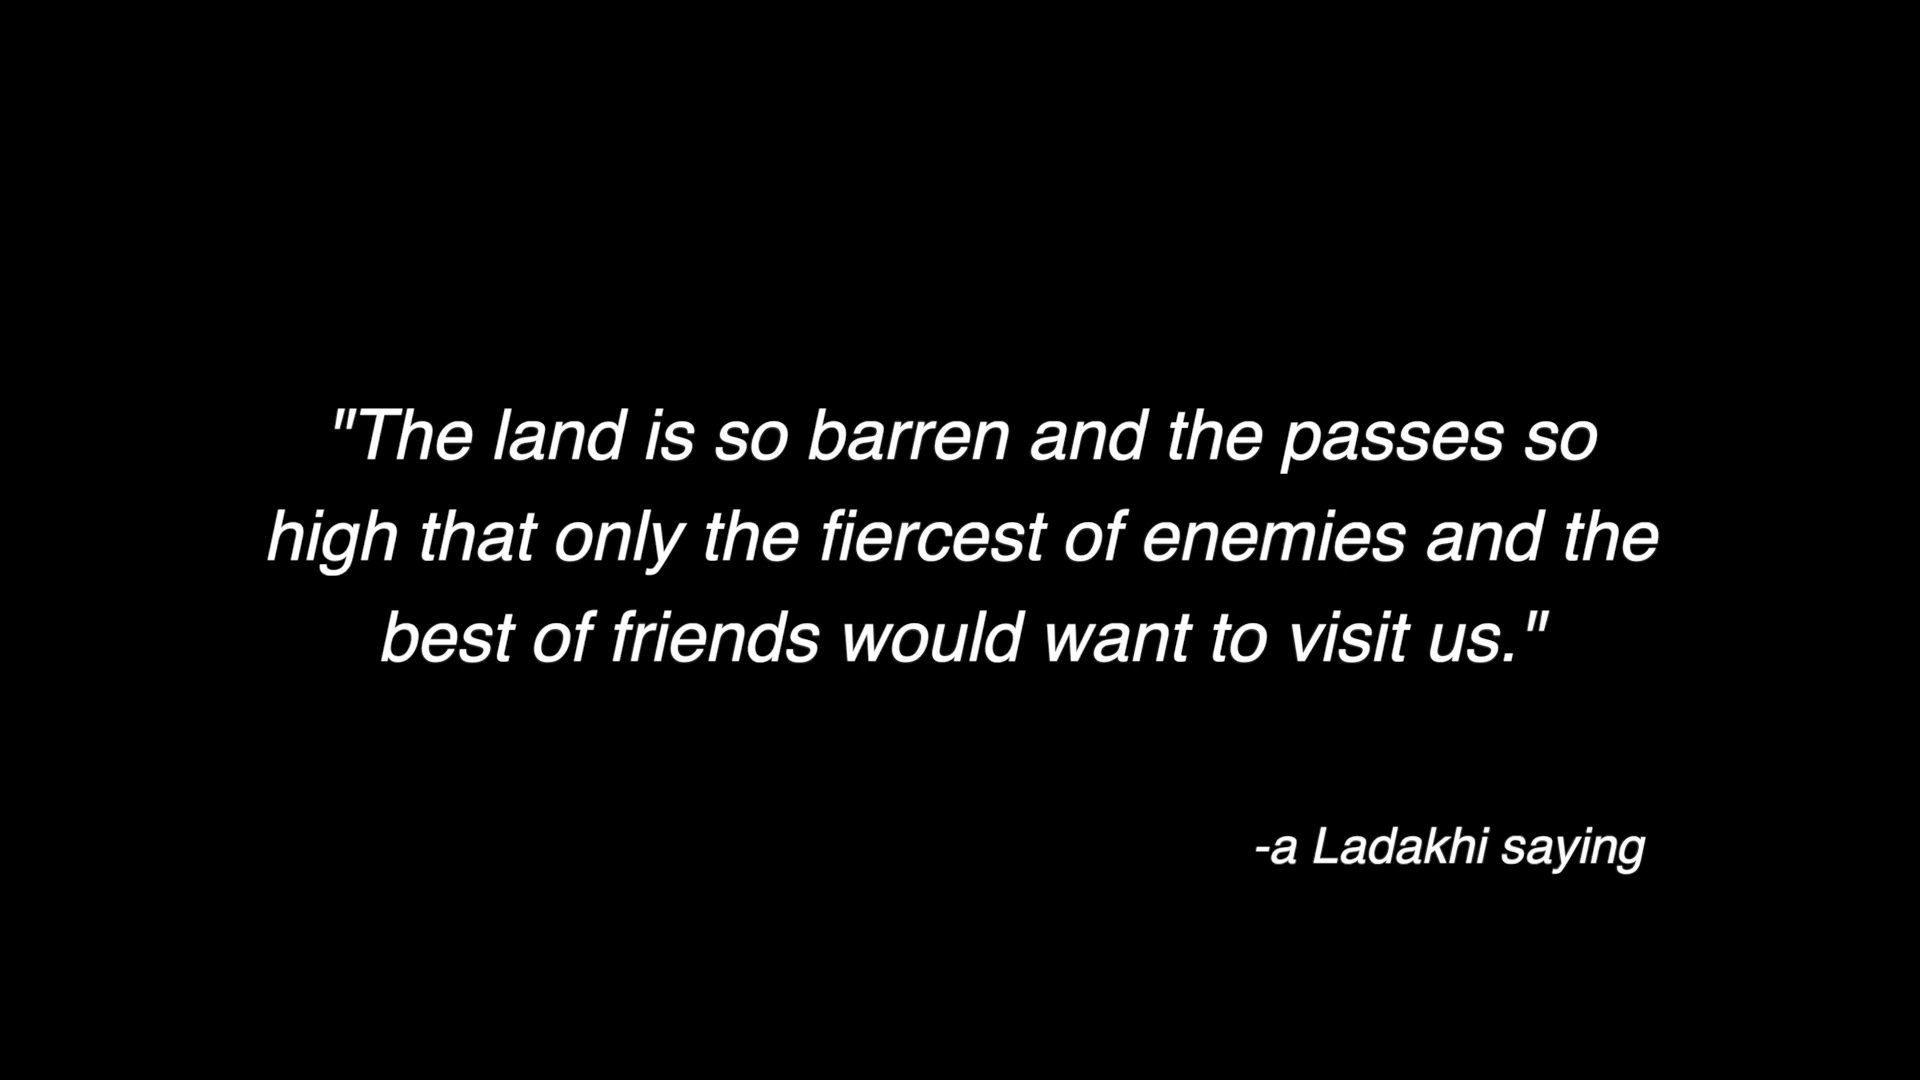 "The land is so barren and the passes so
high that only the fiercest of enemies and the
best of friends would want to visit us."
-a Ladakhi saying